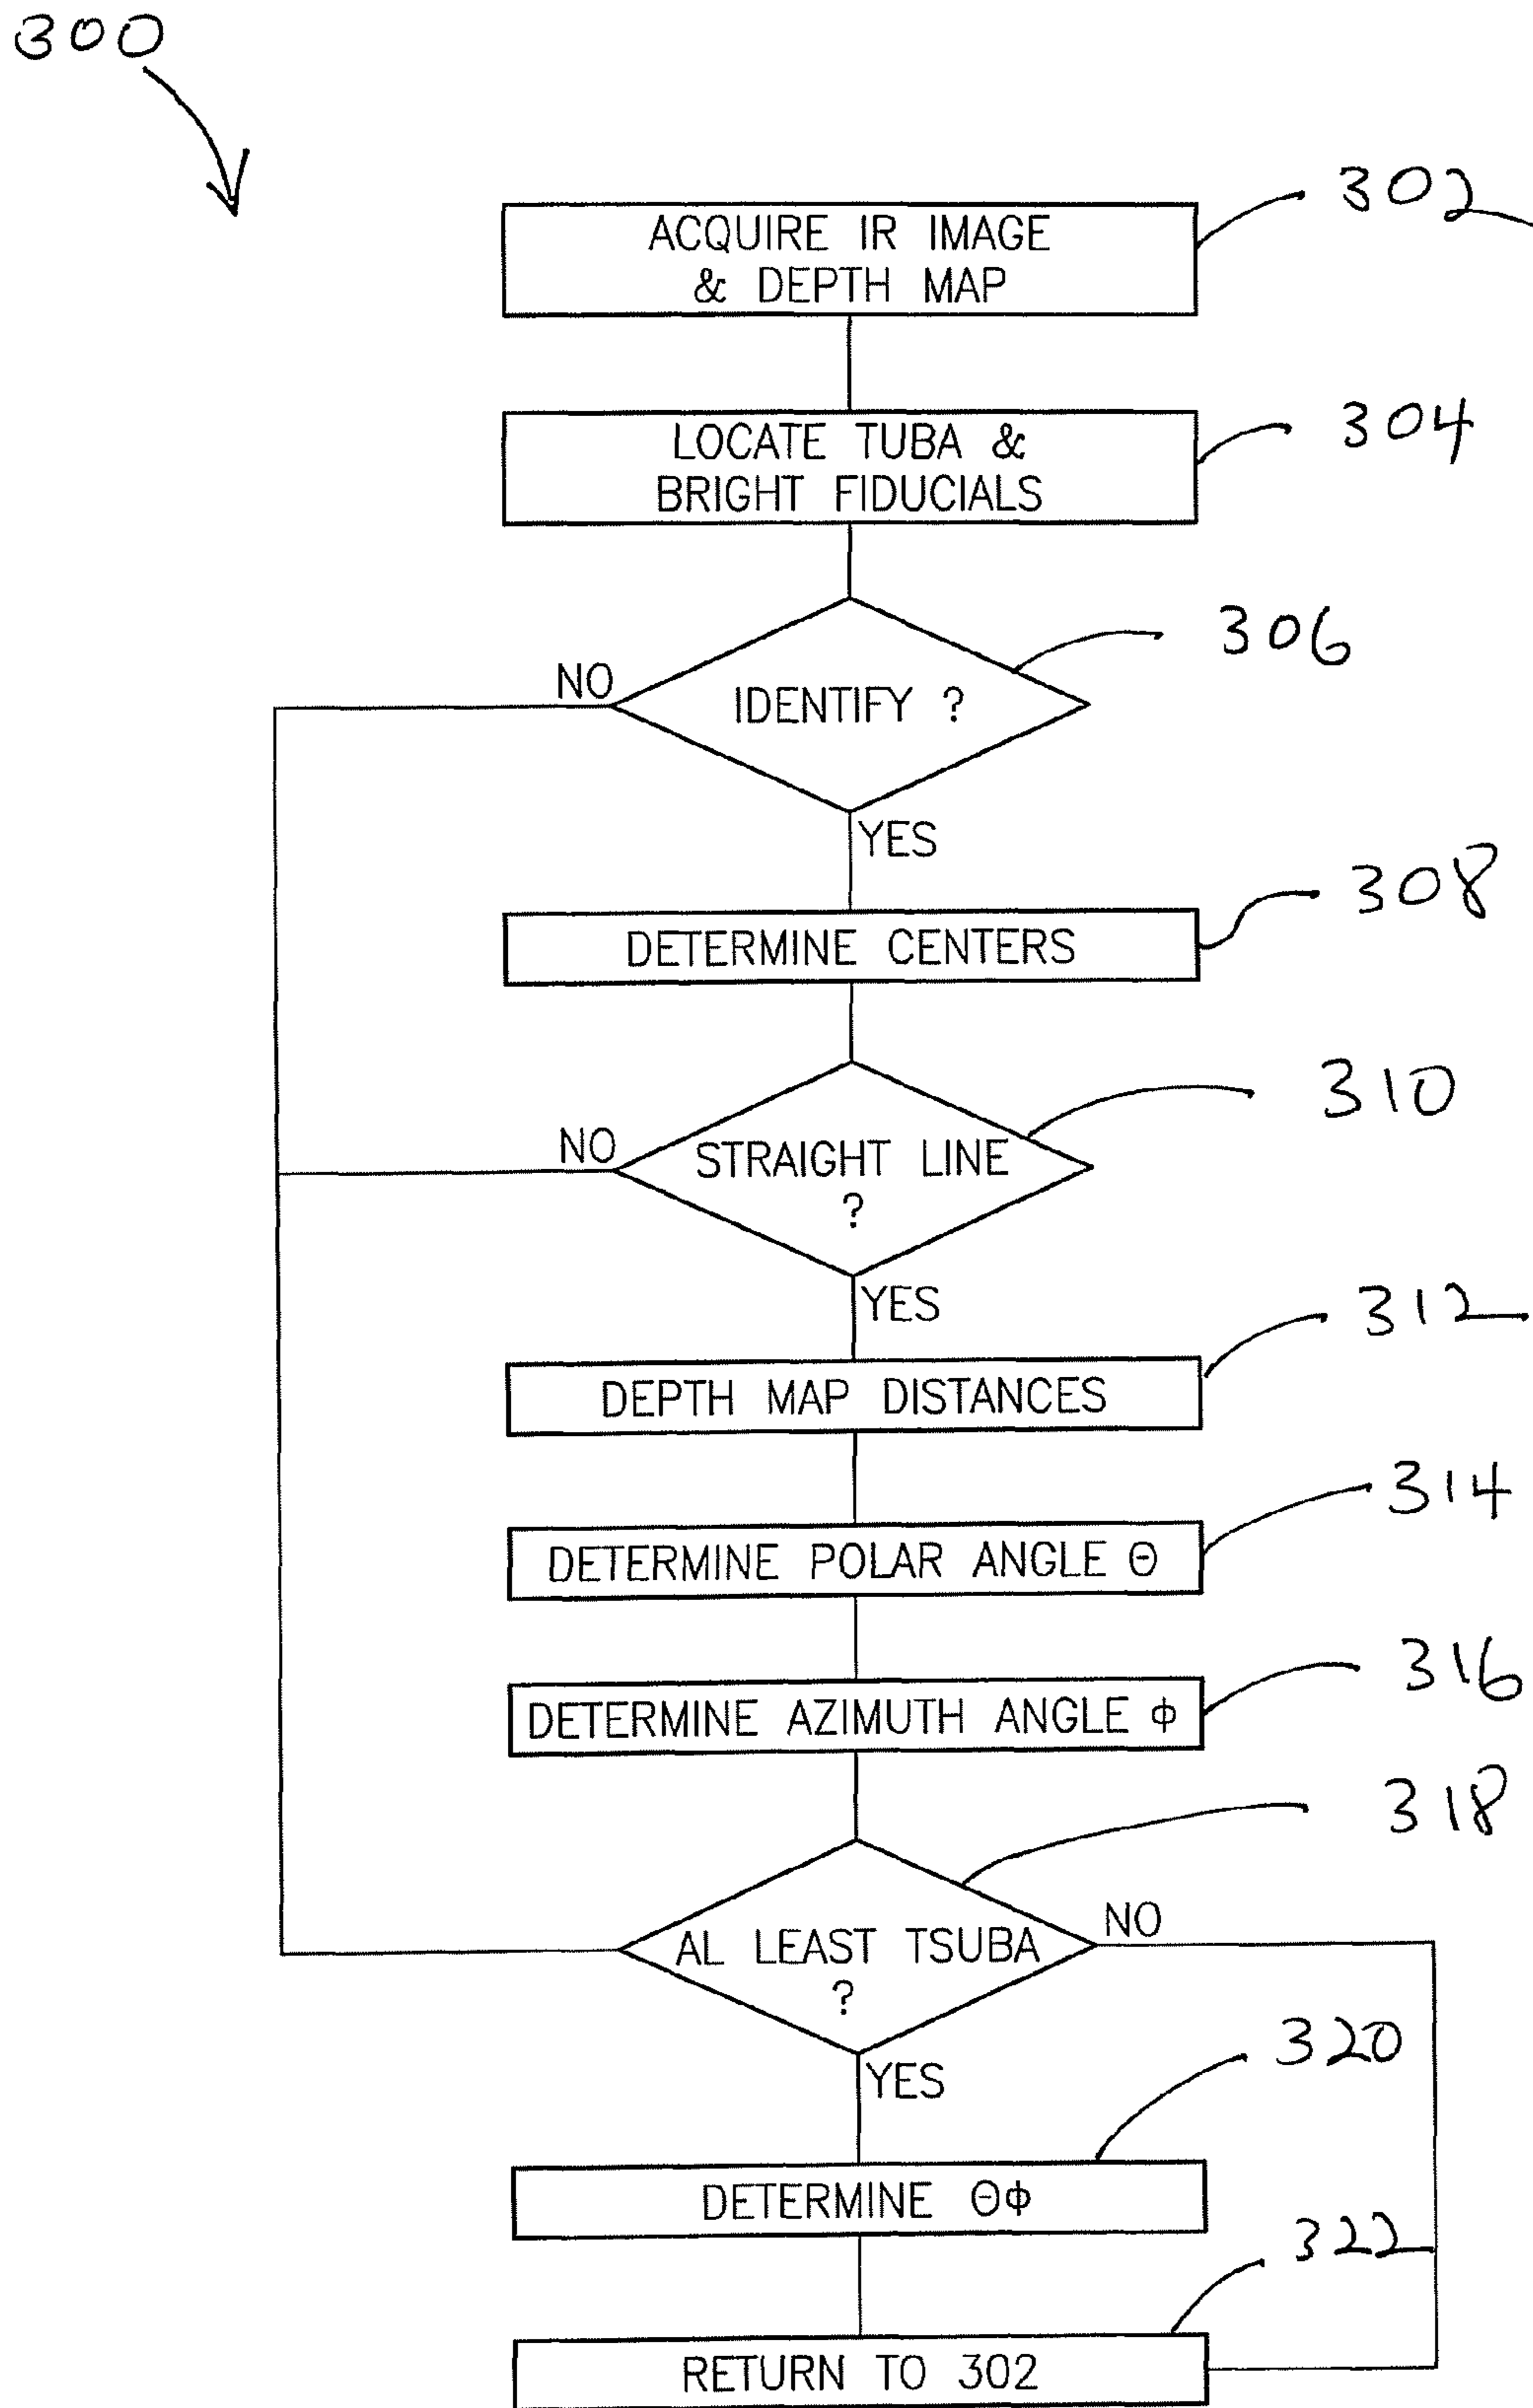 300
ACQUIRE IR IMAGE
& DEPTH MAP
302
LOCATE TUBA &
BRIGHT FIDUCIALS
304
306
NO
IDENTIFY ?
YES
308
DETERMINE CENTERS
310
NO
STRAIGHT LINE
?
YES
312
DEPTH MAP DISTANCES
314
DETERMINE POLAR ANGLE Θ
316
DETERMINE AZIMUTH ANGLE ϕ
318
NO
AL LEAST TSUBA
?
YES
320
DETERMINE Θϕ
322
RETURN TO 302